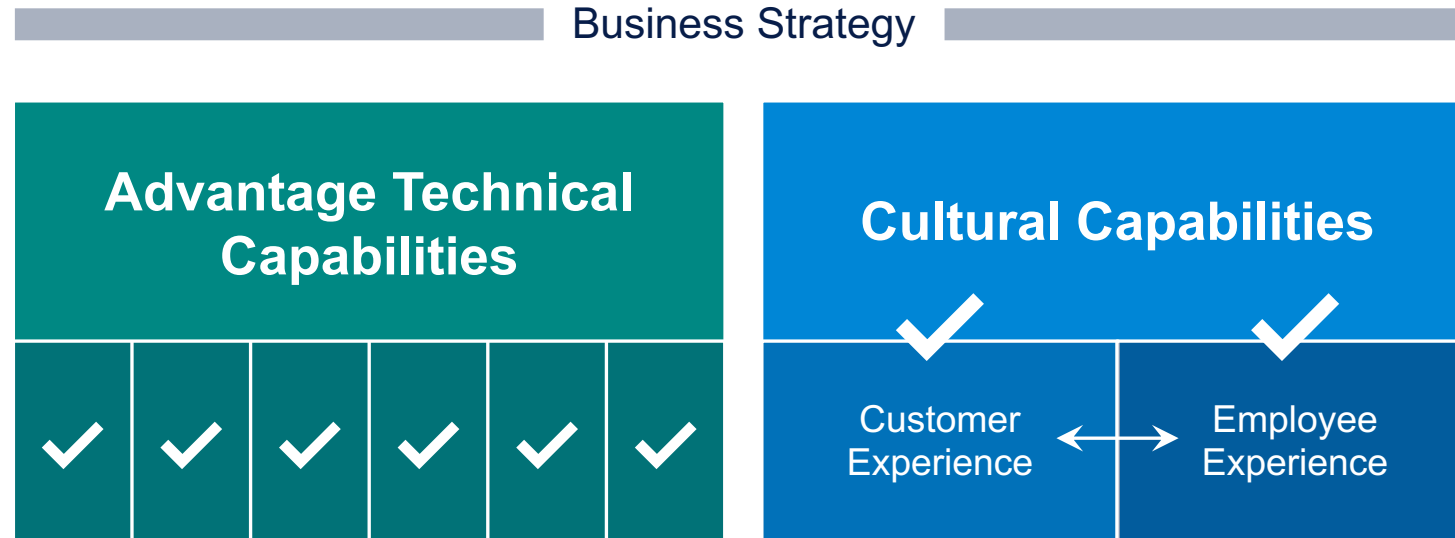 Business Strategy
Advantage Technical
Capabilities
Cultural Capabilities
Customer
Experience
Employee
Experience